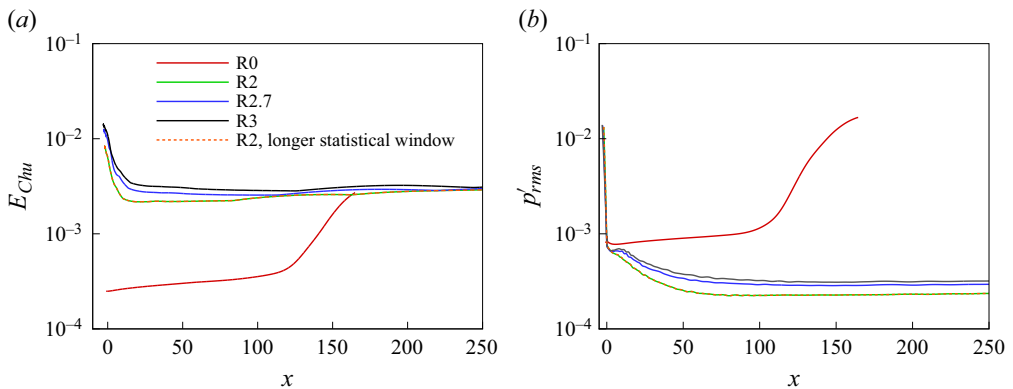 (a) (b)
10⁻¹ 10⁻¹
R0
R2
R2.7
R3
R2, longer statistical window
10⁻² 10⁻²
E_Chu p′_rms
10⁻³ 10⁻³
10⁻⁴ 10⁻⁴
0 50 100 150 200 250 0 50 100 150 200 250
x x